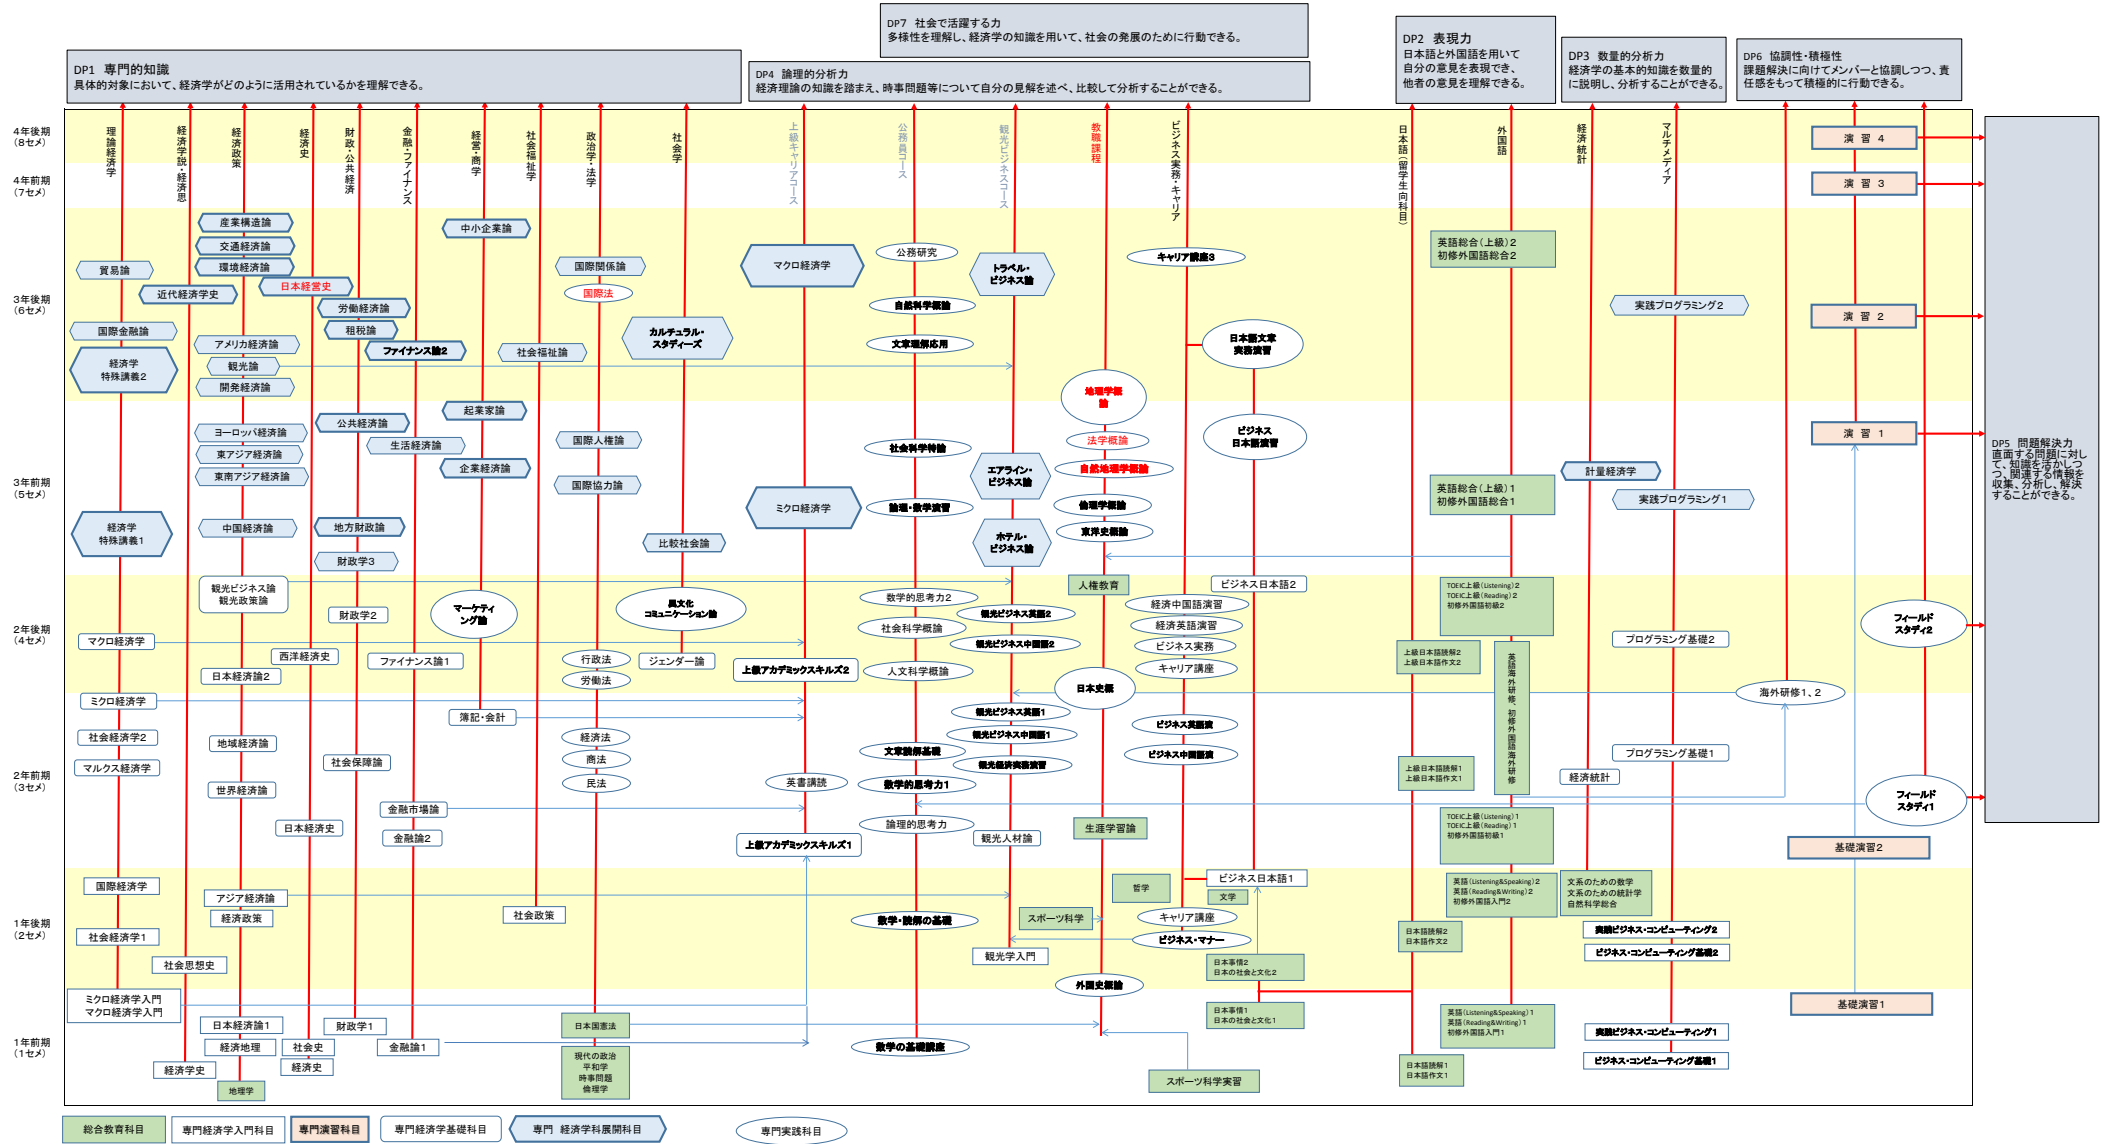 DP7 社会で活躍する力
多様性を理解し、経済学の知識を用いて、社会の発展のために行動できる。
DP2 表現力
日本語と外国語を用いて
自分の意見を表現でき、
他者の意見を理解できる。
DP3 数量的分析力
経済学の基本的知識を数量的
に説明し、分析することができる。
DP6 協調性・積極性
課題解決に向けてメンバーと協調しつつ、責
任感をもって積極的に行動できる。
DP1 専門的知識
具体的対象において、経済学がどのように活用されているかを理解できる。
DP4 論理的分析力
経済理論の知識を踏まえ、時事問題等について自分の見解を述べ、比較して分析することができる。
4年後期
(8セメ)
4年前期
(7セメ)
3年後期
(6セメ)
3年前期
(5セメ)
2年後期
(4セメ)
2年前期
(3セメ)
1年後期
(2セメ)
1年前期
(1セメ)
理論経済学
経済学説・経済思
経済政策
経済史
財政・公共経済
金融・ファイナンス
経営・商学
社会福祉学
政治学・法学
社会学
上級キャリアコース
公務員コース
観光ビジネスコース
教職課程
ビジネス実務・キャリア
日本語(留学生向科目)
外国語
経済統計
マルチメディア
演習 4
演習 3
産業構造論
交通経済論
環境経済論
中小企業論
貿易論
近代経済学史
日本経営史
労働経済論
租税論
国際関係論
国際法
マクロ経済学
公務研究
自然科学概論
文章理解応用
トラベル・
ビジネス論
キャリア講座3
英語総合(上級)2
初修外国語総合2
実践プログラミング2
演習 2
国際金融論
経済学
特殊講義2
アメリカ経済論
観光論
開発経済論
ファイナンス論2
社会福祉論
カルチュラル・
スタディーズ
日本語文章
実務演習
地理学概
論
公共経済論
起業家論
ヨーロッパ経済論
東アジア経済論
東南アジア経済論
生活経済論
企業経済論
国際人権論
国際協力論
社会科学特論
法学概論
自然地理学概論
ビジネス
日本語演習
演習 1
計量経済学
エアライン・
ビジネス論
ミクロ経済学
論理・数学演習
倫理学概論
東洋史概論
英語総合(上級)1
初修外国語総合1
実践プログラミング1
経済学
特殊講義1
中国経済論
地方財政論
財政学3
比較社会論
ホテル・
ビジネス論
DP5 問題解決力
直面する問題に対し
て、知識を活かしつ
つ、関連する情報を
収集、分析し、解決
することができる。
観光ビジネス論
観光政策論
財政学2
マーケティ
ング論
異文化
コミュニケーション論
数学的思考力2
社会科学概論
人文科学概論
観光ビジネス英語2
観光ビジネス中国語2
人権教育
ビジネス日本語2
経済中国語演習
経済英語演習
ビジネス実務
キャリア講座
TOEIC上級(Listening)2
TOEIC上級(Reading)2
初修外国語初級2
フィールド
スタディ2
マクロ経済学
西洋経済史
日本経済論2
ファイナンス論1
行政法
労働法
ジェンダー論
上級アカデミックスキルズ2
上級日本語読解2
上級日本語作文2
英語海外研修、初修外国語海外研修
プログラミング基礎2
日本史概
海外研修1、2
ミクロ経済学
社会経済学2
マルクス経済学
簿記・会計
地域経済論
世界経済論
社会保障論
経済法
商法
民法
観光ビジネス英語1
観光ビジネス中国語1
観光経済実務演習
文章読解基礎
数学的思考力1
英書講読
ビジネス英語演
ビジネス中国語演
上級日本語読解1
上級日本語作文1
プログラミング基礎1
経済統計
フィールド
スタディ1
日本経済史
金融市場論
金融論2
上級アカデミックスキルズ1
論理的思考力
観光人材論
生涯学習論
TOEIC上級(Listening)1
TOEIC上級(Reading)1
初修外国語初級1
基礎演習2
国際経済学
アジア経済論
経済政策
社会政策
社会経済学1
社会思想史
数学・読解の基礎
観光学入門
スポーツ科学
哲学
ビジネス日本語1
文学
キャリア講座
ビジネス・マナー
日本事情2
日本の社会と文化2
英語(Listening&Speaking)2
英語(Reading&Writing)2
初修外国語入門2
文系のための数学
文系のための統計学
自然科学総合
日本語読解2
日本語作文2
実践ビジネス・コンピューティング2
ビジネス・コンピューティング基礎2
外国史概論
ミクロ経済学入門
マクロ経済学入門
日本経済論1
経済地理
地理学
経済学史
社会史
経済史
財政学1
金融論1
日本国憲法
現代の政治
平和学
時事問題
倫理学
数学の基礎講座
日本事情1
日本の社会と文化1
スポーツ科学実習
英語(Listening&Speaking)1
英語(Reading&Writing)1
初修外国語入門1
日本語読解1
日本語作文1
実践ビジネス・コンピューティング1
ビジネス・コンピューティング基礎1
基礎演習1
総合教育科目
専門経済学入門科目
専門演習科目
専門経済学基礎科目
専門 経済学科展開科目
専門実践科目